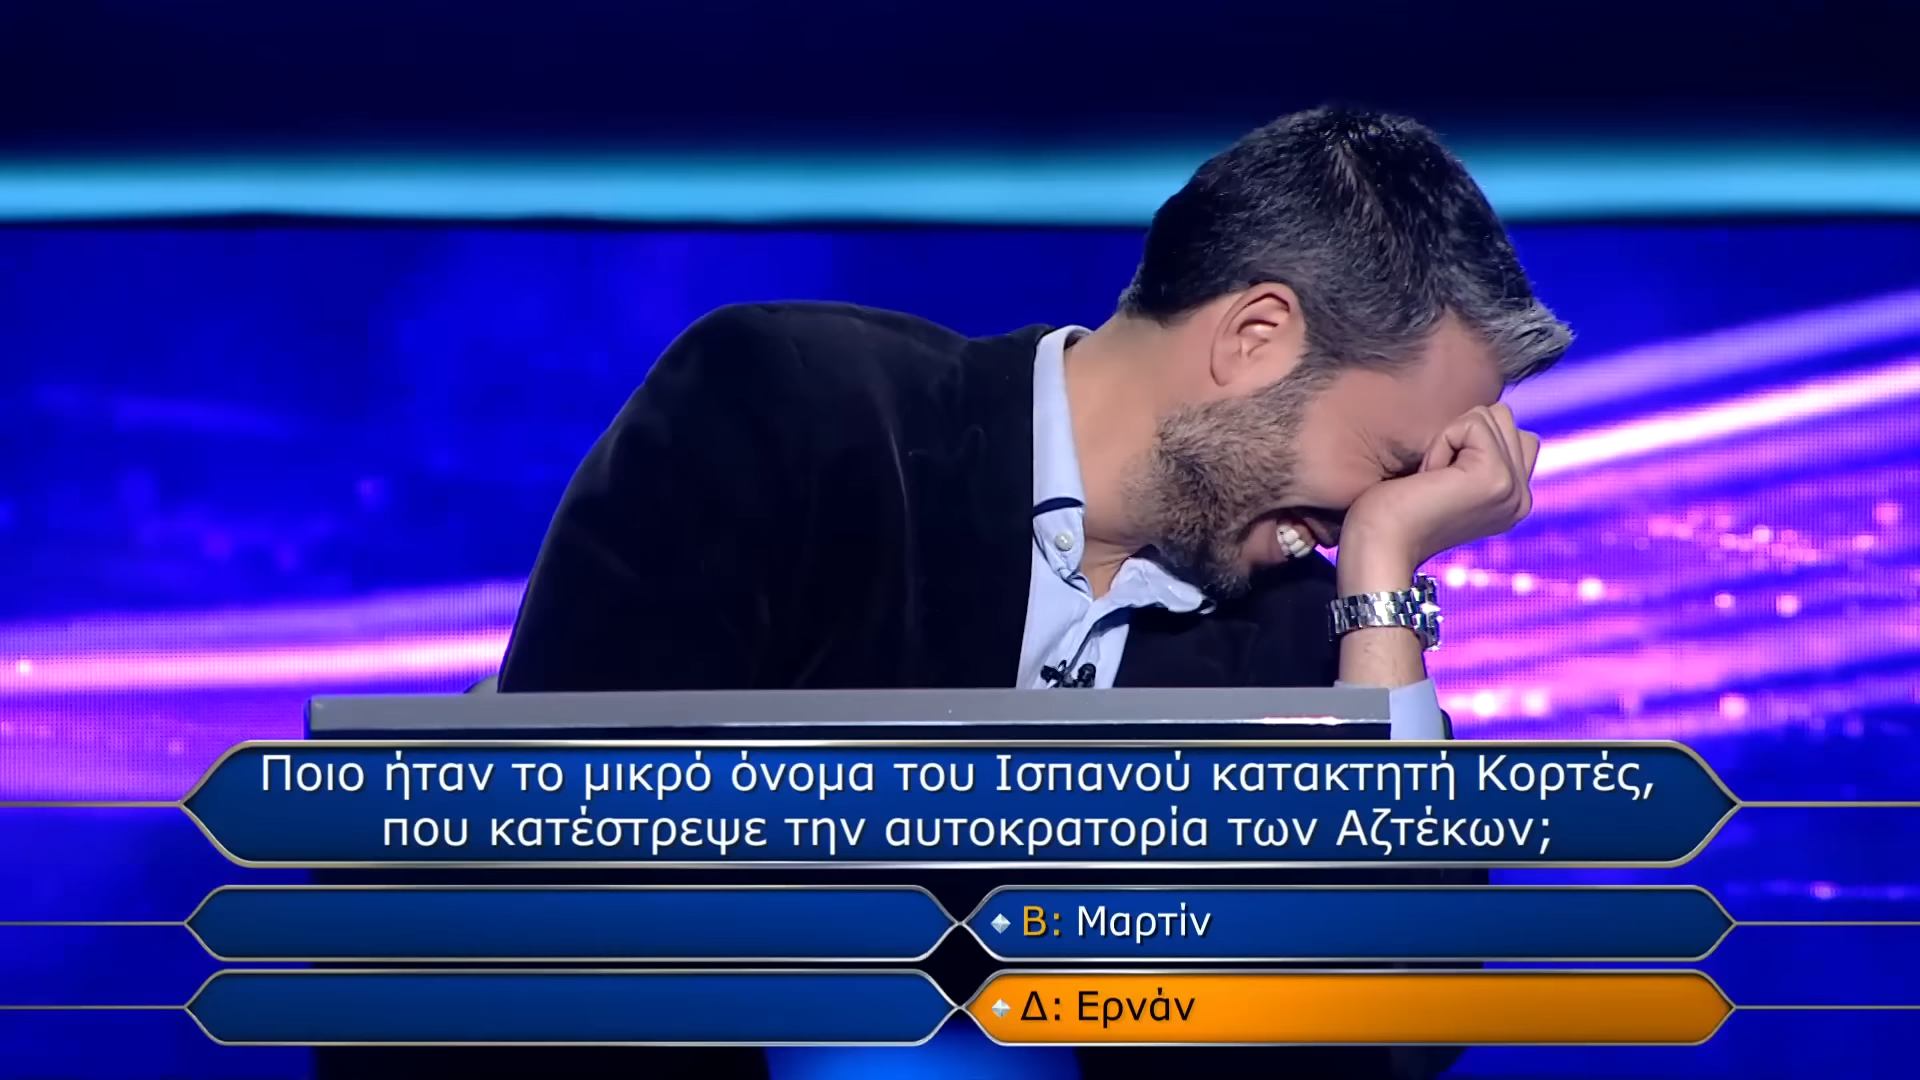 Ποιο ήταν το μικρό όνομα του Ισπανού κατακτητή Κορτές,
που κατέστρεψε την αυτοκρατορία των Αζτέκων;
Β: Μαρτίν
Δ: Ερνάν